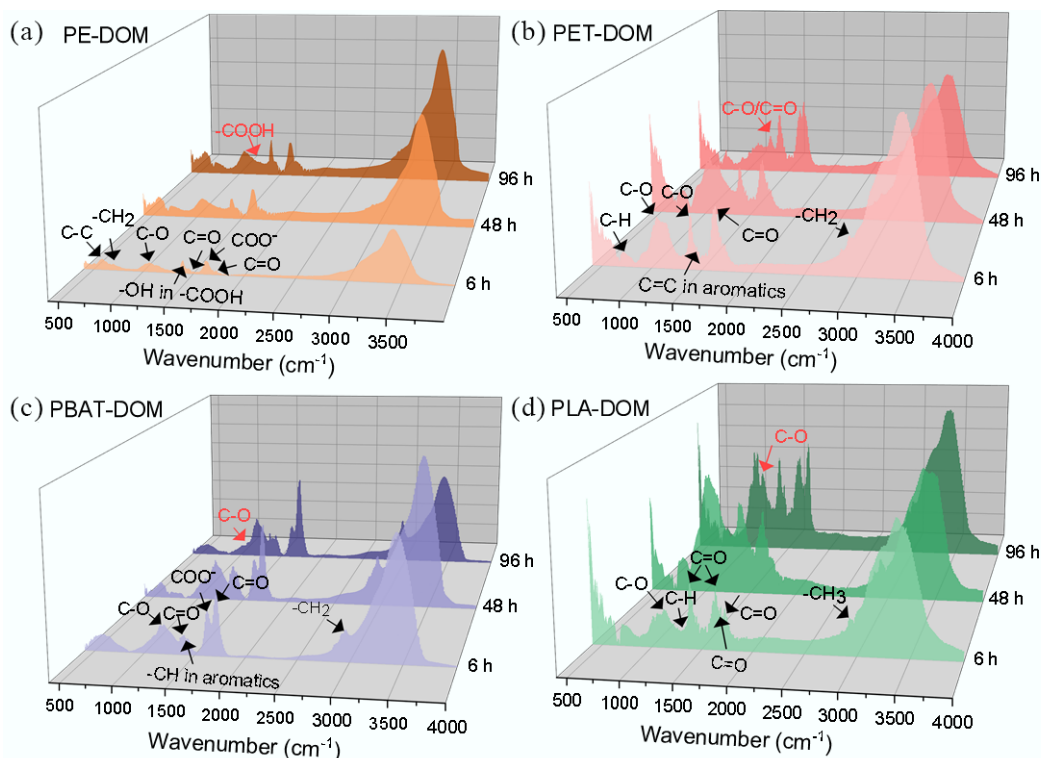 (a) PE-DOM
-COOH
96 h
48 h
-CH2
C-C
C-O
C=O
COO⁻
C=O
-OH in -COOH
6 h
500 1000 1500 2000 2500 3000 3500
Wavenumber (cm⁻¹)
(b) PET-DOM
C-O/C=O
96 h
48 h
C-O
C-O
-CH2
C-H
C=O
6 h
C=C in aromatics
500 1000 1500 2000 2500 3000 3500 4000
Wavenumber (cm⁻¹)
(c) PBAT-DOM
C-O
96 h
48 h
COO⁻
C=O
C-O
C=O
-CH2
6 h
-CH in aromatics
500 1000 1500 2000 2500 3000 3500 4000
Wavenumber (cm⁻¹)
(d) PLA-DOM
C-O
96 h
48 h
C=O
C-O
C-H
C=O
-CH3
6 h
C=O
500 1000 1500 2000 2500 3000 3500 4000
Wavenumber (cm⁻¹)